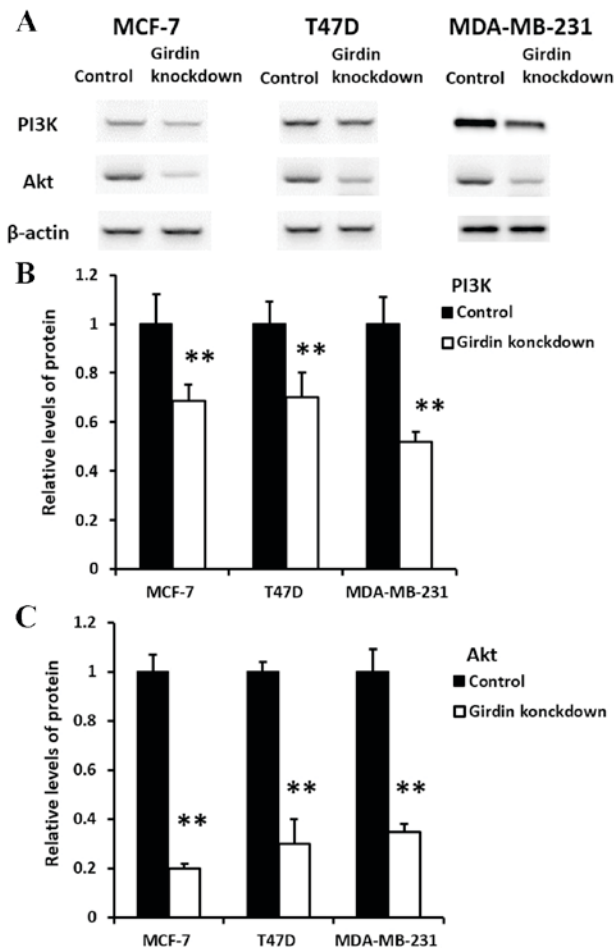 A
MCF-7 T47D MDA-MB-231
Control Girdin knockdown Control Girdin knockdown Control Girdin knockdown
PI3K
Akt
β-actin
B
Relative levels of protein
1.2
1
0.8
0.6
0.4
0.2
0
** ** **
PI3K
Control
Girdin konckdown
MCF-7 T47D MDA-MB-231
C
Relative levels of protein
1.2
1
0.8
0.6
0.4
0.2
0
** ** **
Akt
Control
Girdin konckdown
MCF-7 T47D MDA-MB-231